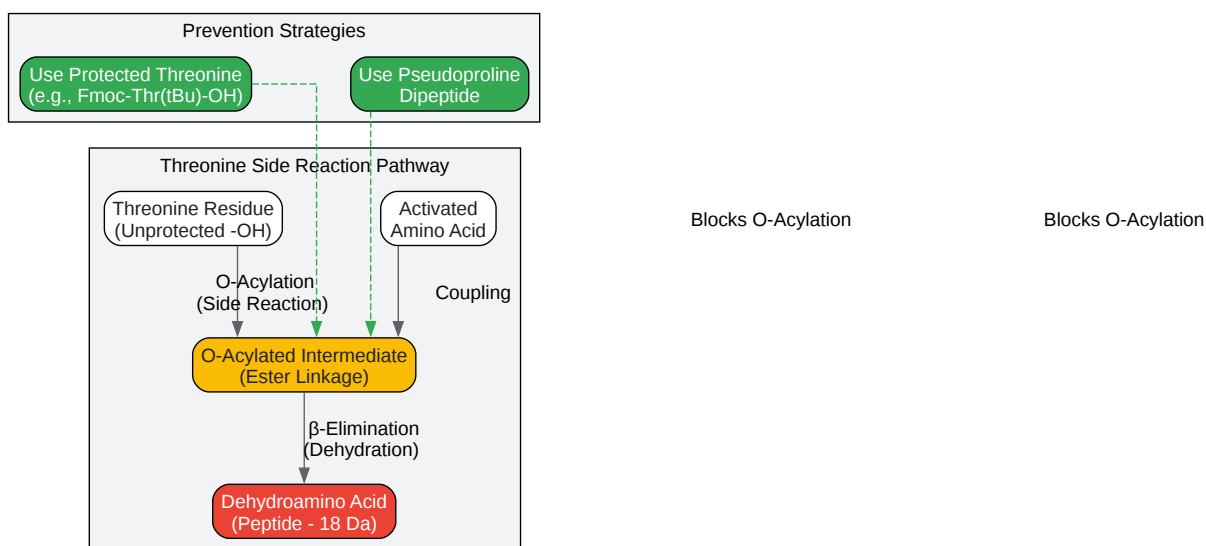 Prevention Strategies
Use Protected Threonine
(e.g., Fmoc-Thr(tBu)-OH)
Use Pseudoproline
Dipeptide
Threonine Side Reaction Pathway
Threonine Residue
(Unprotected -OH)
Activated
Amino Acid
Blocks O-Acylation
Blocks O-Acylation
O-Acylation
(Side Reaction)
Coupling
O-Acylated Intermediate
(Ester Linkage)
β-Elimination
(Dehydration)
Dehydroamino Acid
(Peptide - 18 Da)